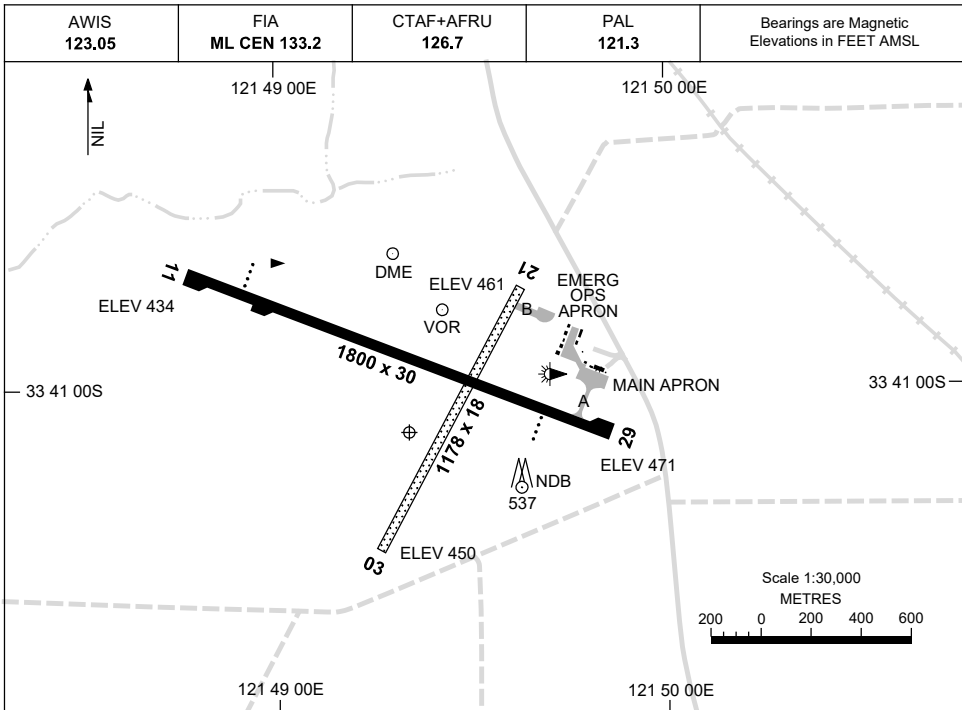 AWIS
123.05
FIA
ML CEN 133.2
CTAF+AFRU
126.7
PAL
121.3
Bearings are Magnetic
Elevations in FEET AMSL
121 49 00E
121 50 00E
NIL
11
DME
ELEV 461
21
EMERG
OPS
APRON
ELEV 434
B
VOR
1800 x 30
MAIN APRON
33 41 00S
33 41 00S
A
1178 x 18
29
ELEV 471
NDB
537
ELEV 450
03
Scale 1:30,000
METRES
200 0 200 400 600
121 49 00E
121 50 00E